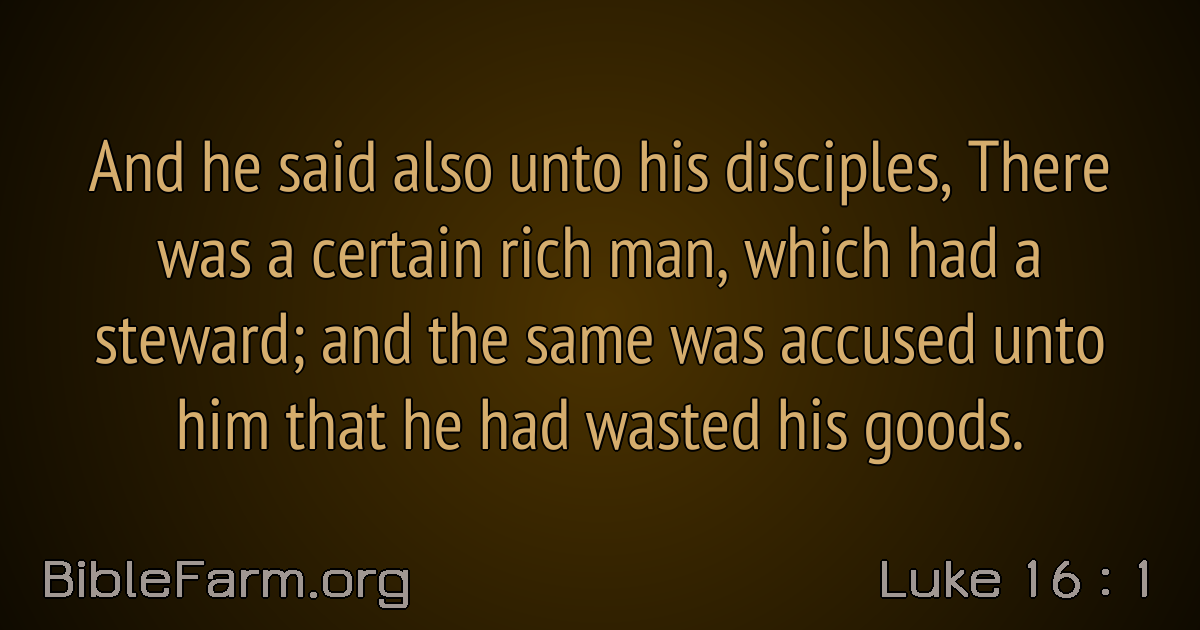 And he said also unto his disciples, There
was a certain rich man, which had a
steward; and the same was accused unto
him that he had wasted his goods.
BibleFarm.org
Luke 16 : 1